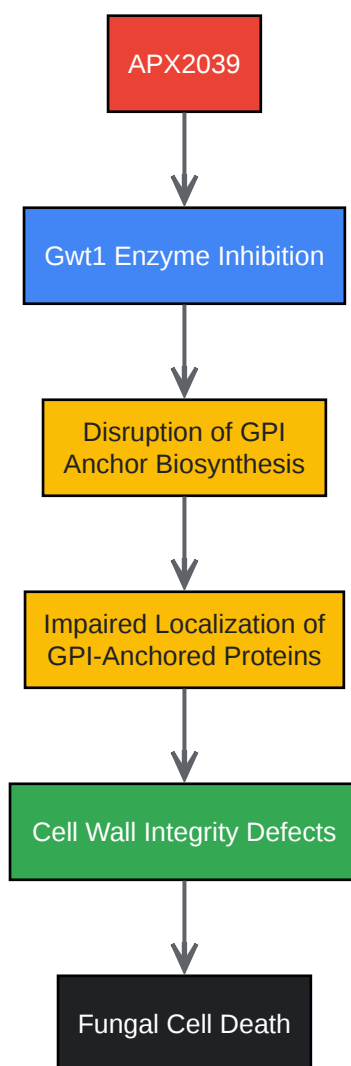 APX2039
Gwt1 Enzyme Inhibition
Disruption of GPI
Anchor Biosynthesis
Impaired Localization of
GPI-Anchored Proteins
Cell Wall Integrity Defects
Fungal Cell Death